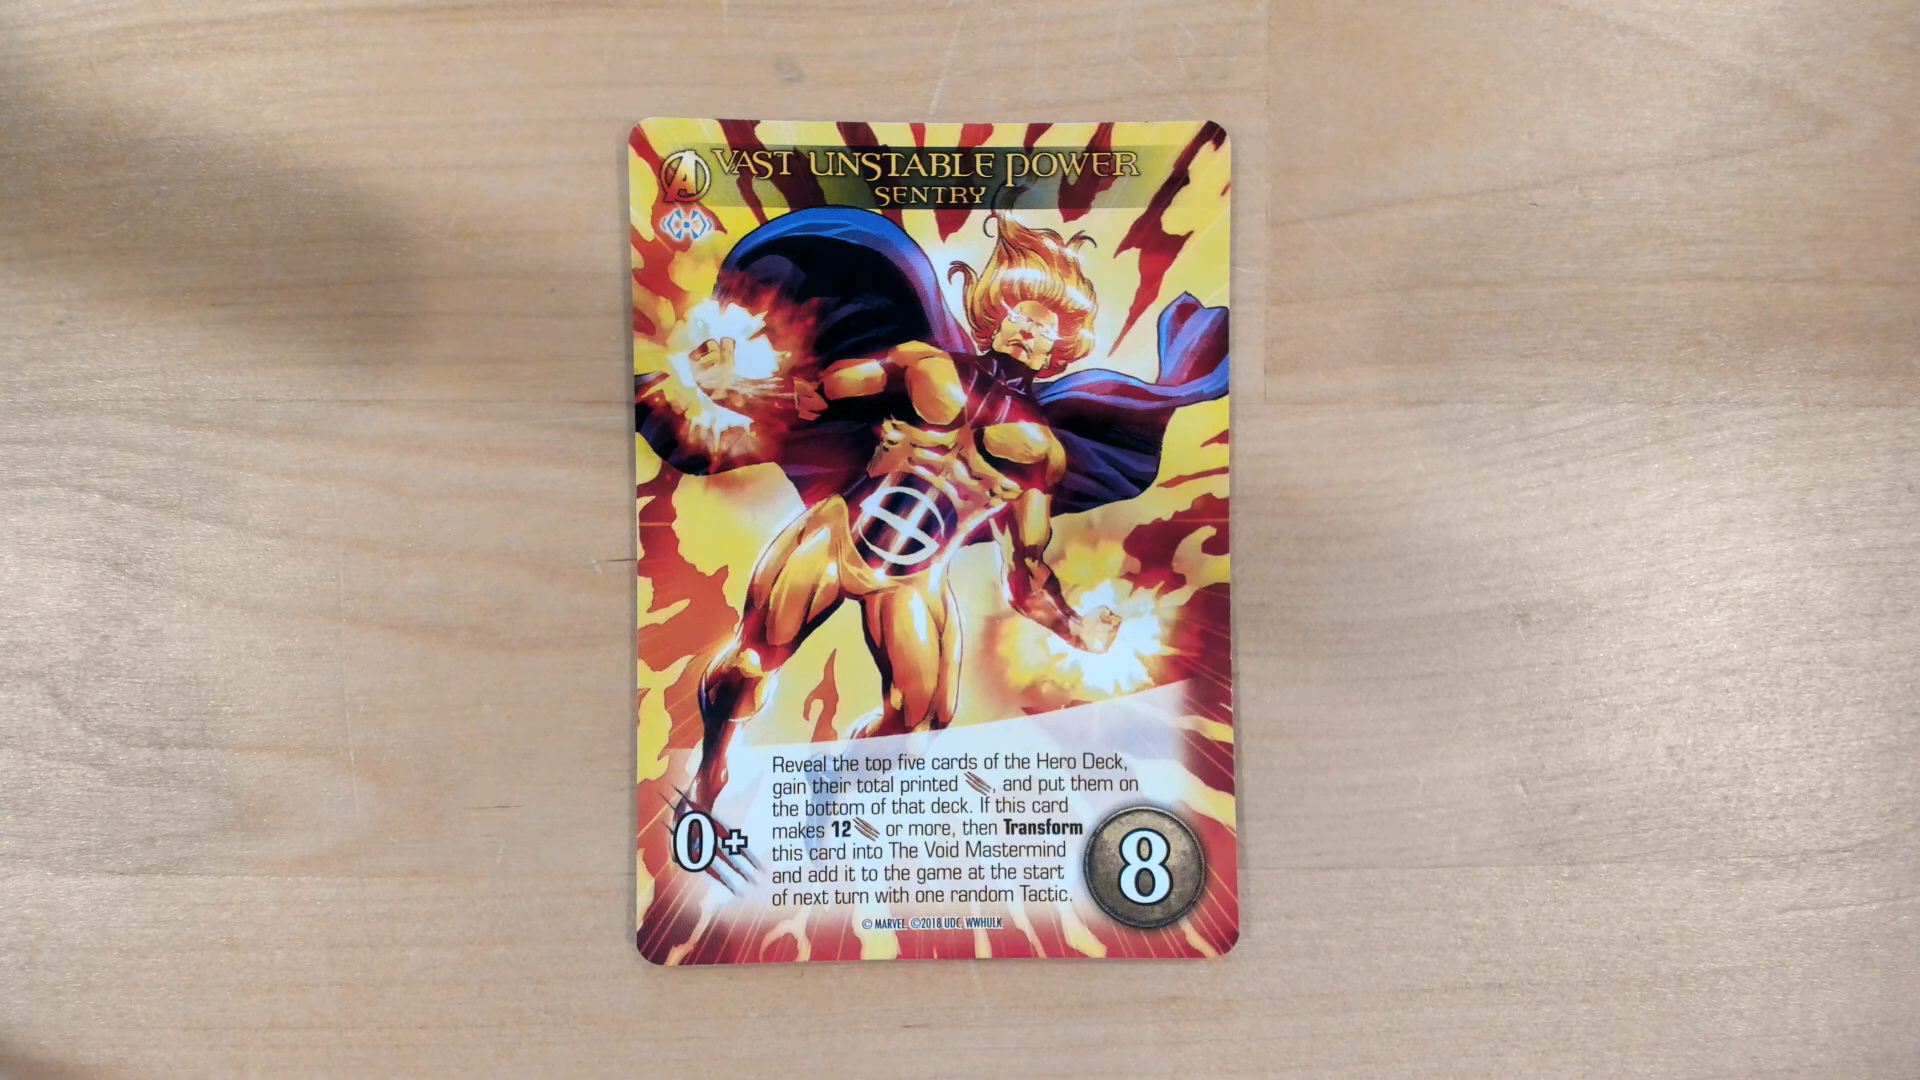 VAST UNSTABLE POWER
SENTRY
Reveal the top five cards of the Hero Deck,
gain their total printed , and put them on
the bottom of that deck. If this card
makes 12 or more, then Transform
this card into The Void Mastermind
and add it to the game at the start
of next turn with one random Tactic.
0+
8
© MARVEL. ©2018 UDC. WWHULK